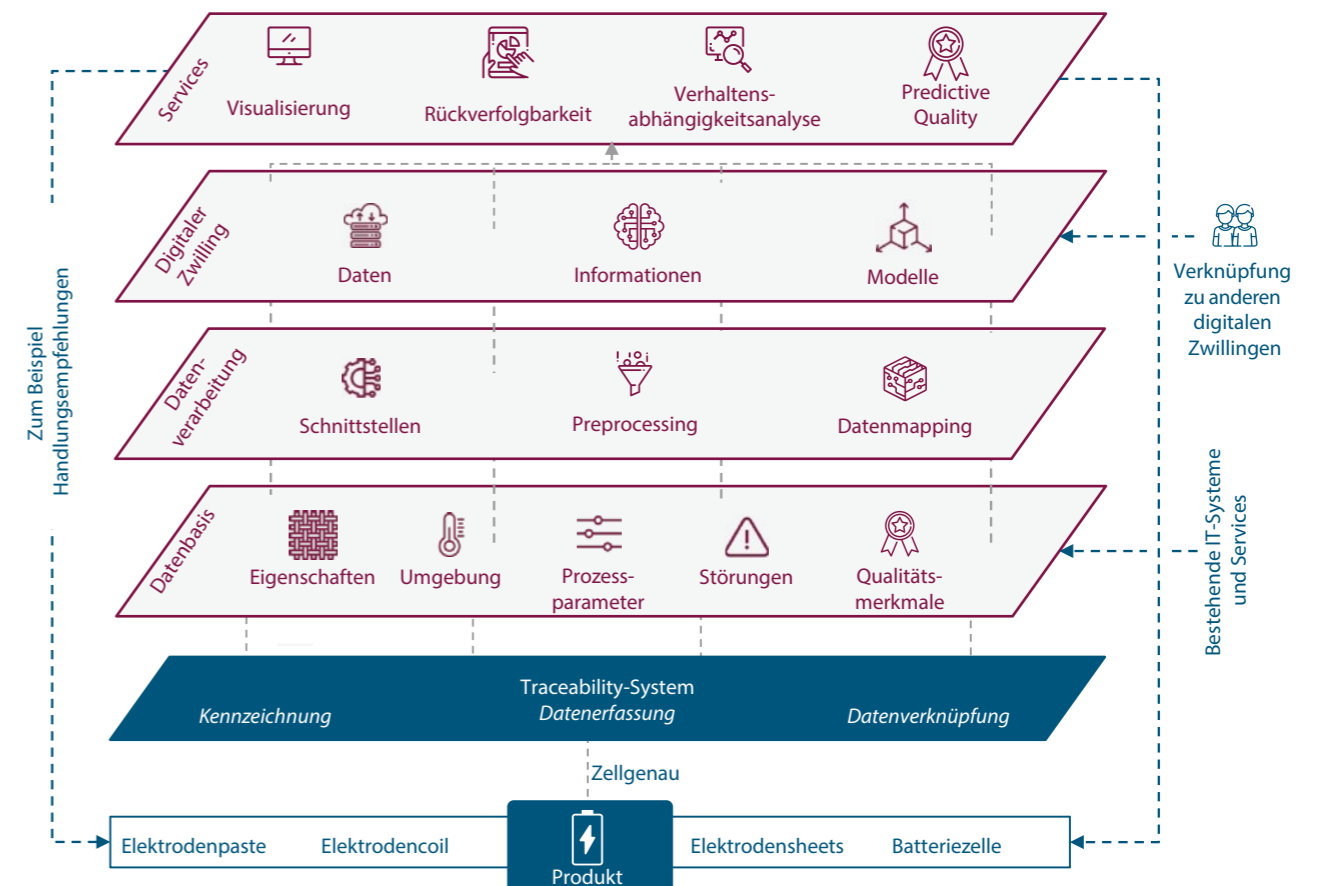 Services
Visualisierung
Rückverfolgbarkeit
Verhaltens-
abhängigkeitsanalyse
Predictive
Quality
Digitaler
Zwilling
Daten
Informationen
Modelle
Daten-
verarbeitung
Schnittstellen
Preprocessing
Datenmapping
Datenbasis
Eigenschaften
Umgebung
Prozess-
parameter
Störungen
Qualitäts-
merkmale
Traceability-System
Kennzeichnung
Datenerfassung
Datenverknüpfung
Zellgenau
Elektrodenpaste
Elektrodencoil
Produkt
Elektrodensheets
Batteriezelle
Zum Beispiel
Handlungsempfehlungen
Verknüpfung
zu anderen
digitalen
Zwillingen
Bestehende IT-Systeme
und Services